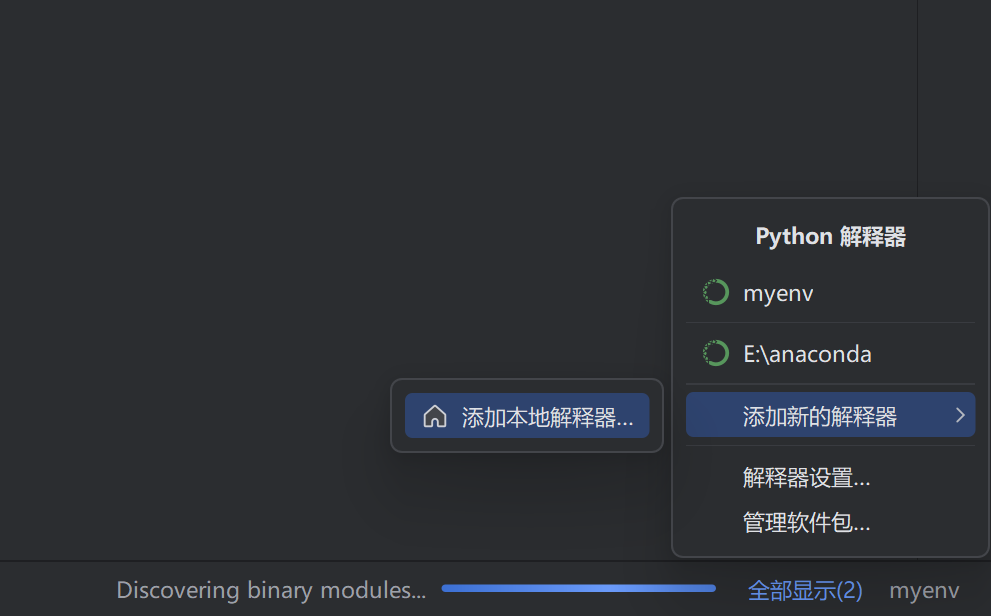 Python 解释器
myenv
E:\anaconda
添加新的解释器
添加本地解释器...
解释器设置...
管理软件包...
Discovering binary modules...
全部显示(2)
myenv